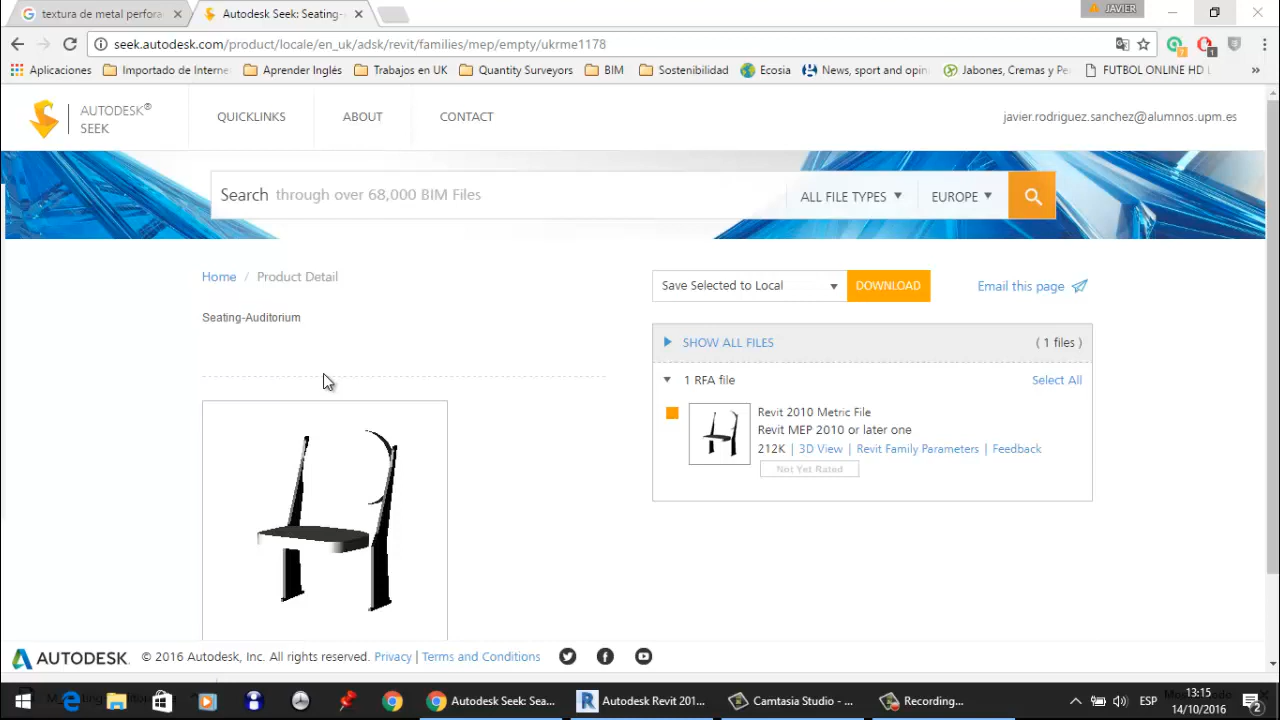 textura de metal perfora
Autodesk Seek: Seating-
JAVIER
seek.autodesk.com/product/locale/en_uk/adsk/revit/families/mep/empty/ukrme1178
Aplicaciones
Importado de Interne
Aprender Inglés
Trabajos en UK
Quantity Surveyors
BIM
Sostenibilidad
Ecosia
News, sport and opin
Jabones, Cremas y Pe
FUTBOL ONLINE HD L
»
AUTODESK®
SEEK
QUICKLINKS
ABOUT
CONTACT
javier.rodriguez.sanchez@alumnos.upm.es
Search through over 68,000 BIM Files
ALL FILE TYPES
EUROPE
Home / Product Detail
Save Selected to Local
DOWNLOAD
Email this page
Seating-Auditorium
SHOW ALL FILES
( 1 files )
1 RFA file
Select All
Revit 2010 Metric File
Revit MEP 2010 or later one
212K | 3D View | Revit Family Parameters | Feedback
Not Yet Rated
AUTODESK.
© 2016 Autodesk, Inc. All rights reserved. Privacy | Terms and Conditions
Autodesk Seek: Sea...
Autodesk Revit 201...
Camtasia Studio - ...
Recording...
ESP
13:15
14/10/2016
2